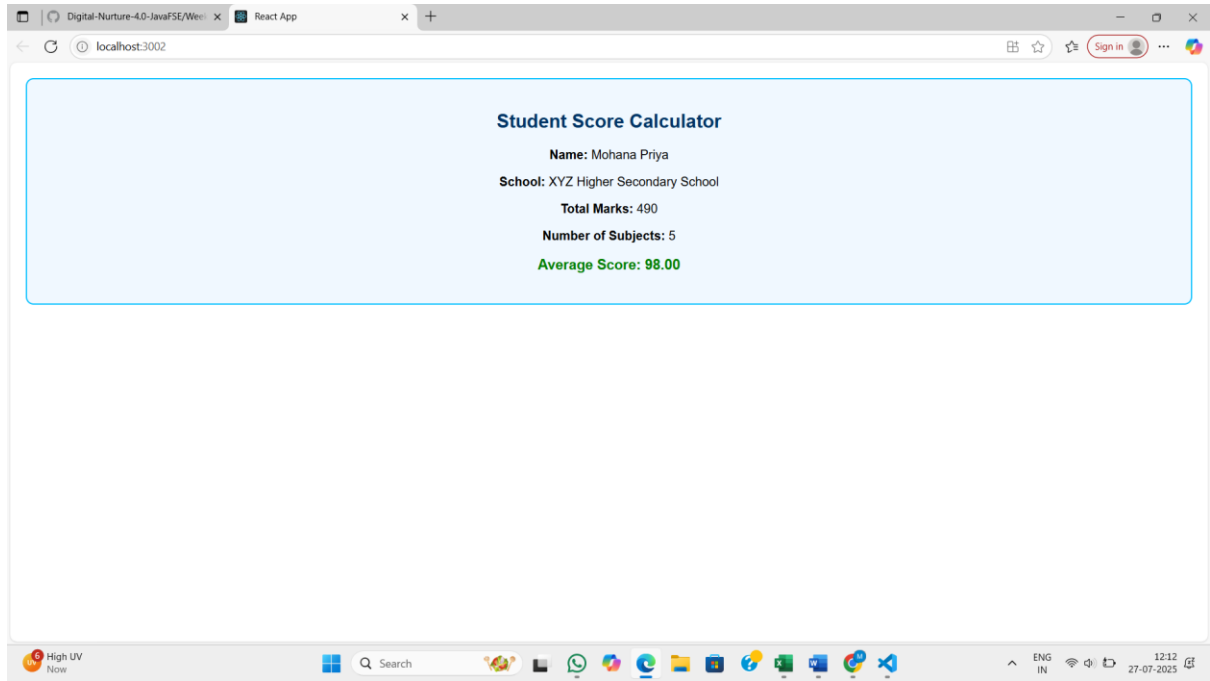 Digital-Nurture-4.0-JavaFSE/Wee
React App
localhost:3002
Sign in
Student Score Calculator
Name: Mohana Priya
School: XYZ Higher Secondary School
Total Marks: 490
Number of Subjects: 5
Average Score: 98.00
6
High UV
Now
Search
ENG
IN
12:12
27-07-2025